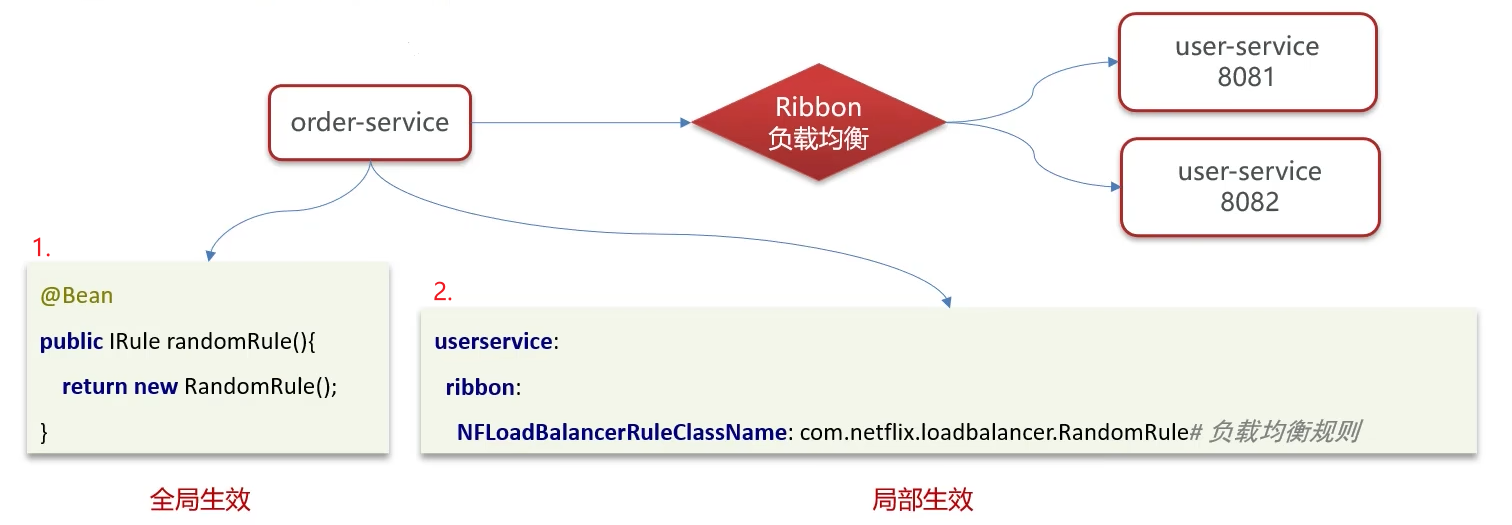 order-service
Ribbon
负载均衡
user-service
8081
user-service
8082
1.
@Bean
public IRule randomRule(){
return new RandomRule();
}
全局生效
2.
userservice:
ribbon:
NFLoadBalancerRuleClassName: com.netflix.loadbalancer.RandomRule# 负载均衡规则
局部生效